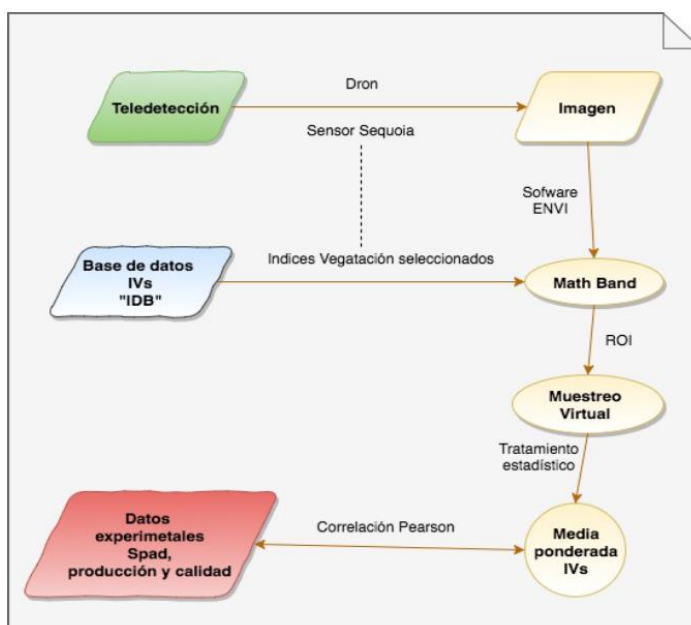 Teledetección
Dron
Imagen
Sensor Sequoia
Sofware
ENVI
Base de datos
IVs
"IDB"
Indices Vegatación seleccionados
Math Band
ROI
Muestreo
Virtual
Tratamiento
estadístico
Datos
experimetales
Spad,
producción y calidad
Correlación Pearson
Media
ponderada
IVs